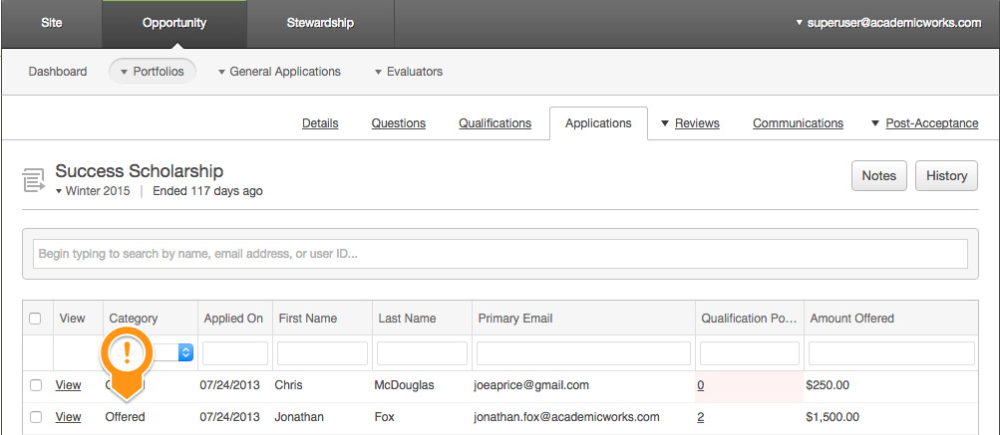 Site Opportunity Stewardship superuser@academicworks.com
Dashboard Portfolios General Applications Evaluators
Details Questions Qualifications Applications Reviews Communications Post-Acceptance
Success Scholarship
Winter 2015 | Ended 117 days ago
Notes History
Begin typing to search by name, email address, or user ID...
View Category Applied On First Name Last Name Primary Email Qualification Po... Amount Offered
!
View 07/24/2013 Chris McDouglas joeaprice@gmail.com 0 $250.00
View Offered 07/24/2013 Jonathan Fox jonathan.fox@academicworks.com 2 $1,500.00